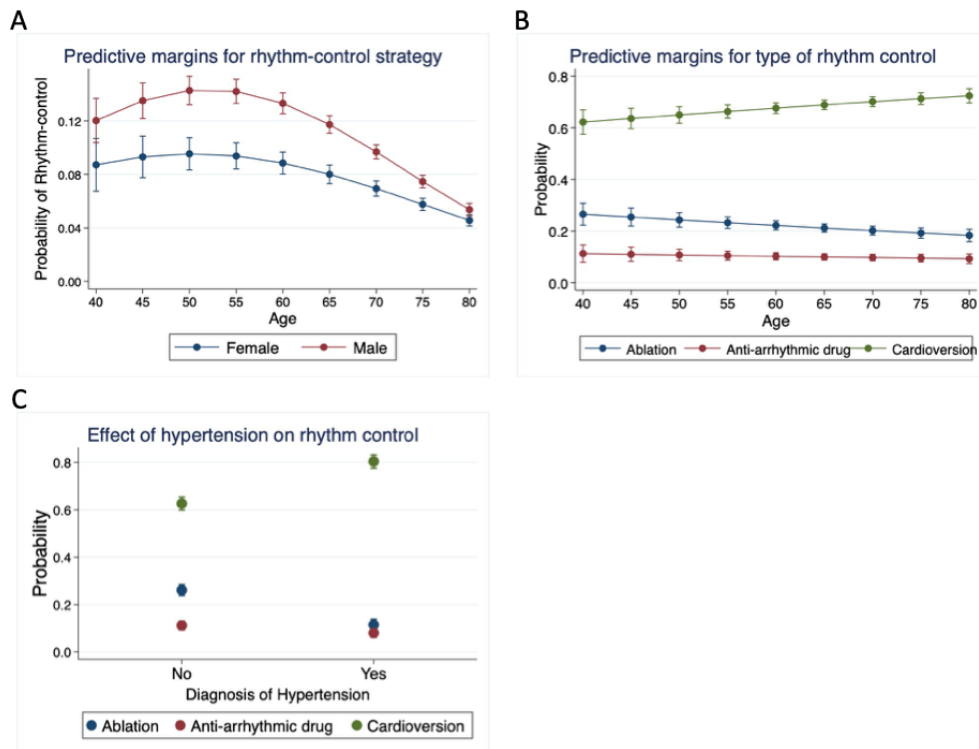 A
Predictive margins for rhythm-control strategy
Probability of Rhythm-control
0.12
0.08
0.04
0.00
40 45 50 55 60 65 70 75 80
Age
Female Male
B
Predictive margins for type of rhythm control
Probability
0.8
0.6
0.4
0.2
0.0
40 45 50 55 60 65 70 75 80
Age
Ablation Anti-arrhythmic drug Cardioversion
C
Effect of hypertension on rhythm control
Probability
0.8
0.6
0.4
0.2
0.0
No Yes
Diagnosis of Hypertension
Ablation Anti-arrhythmic drug Cardioversion